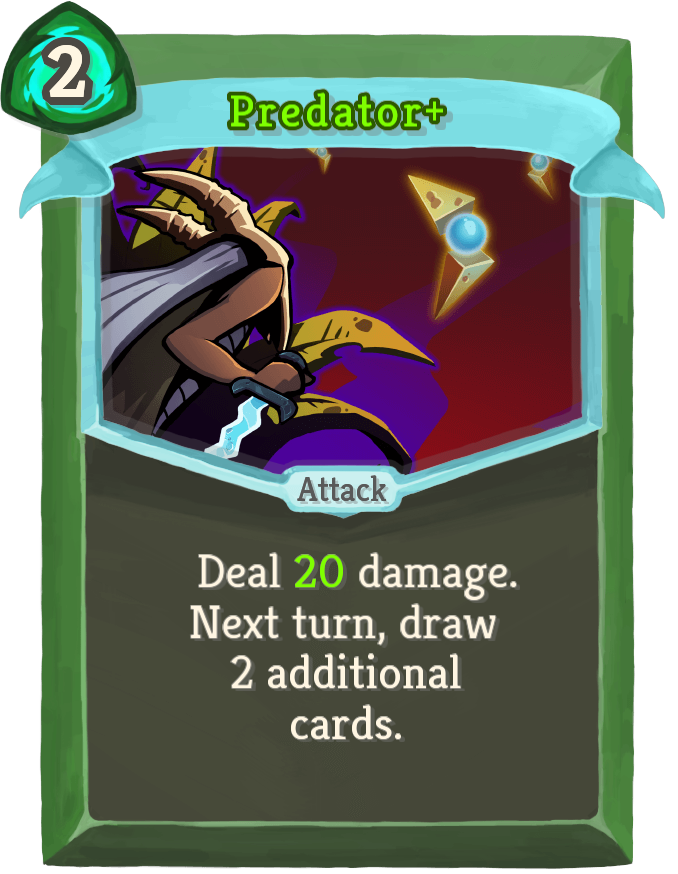 2
Predator+
Attack
Deal 20 damage.
Next turn, draw
2 additional
cards.